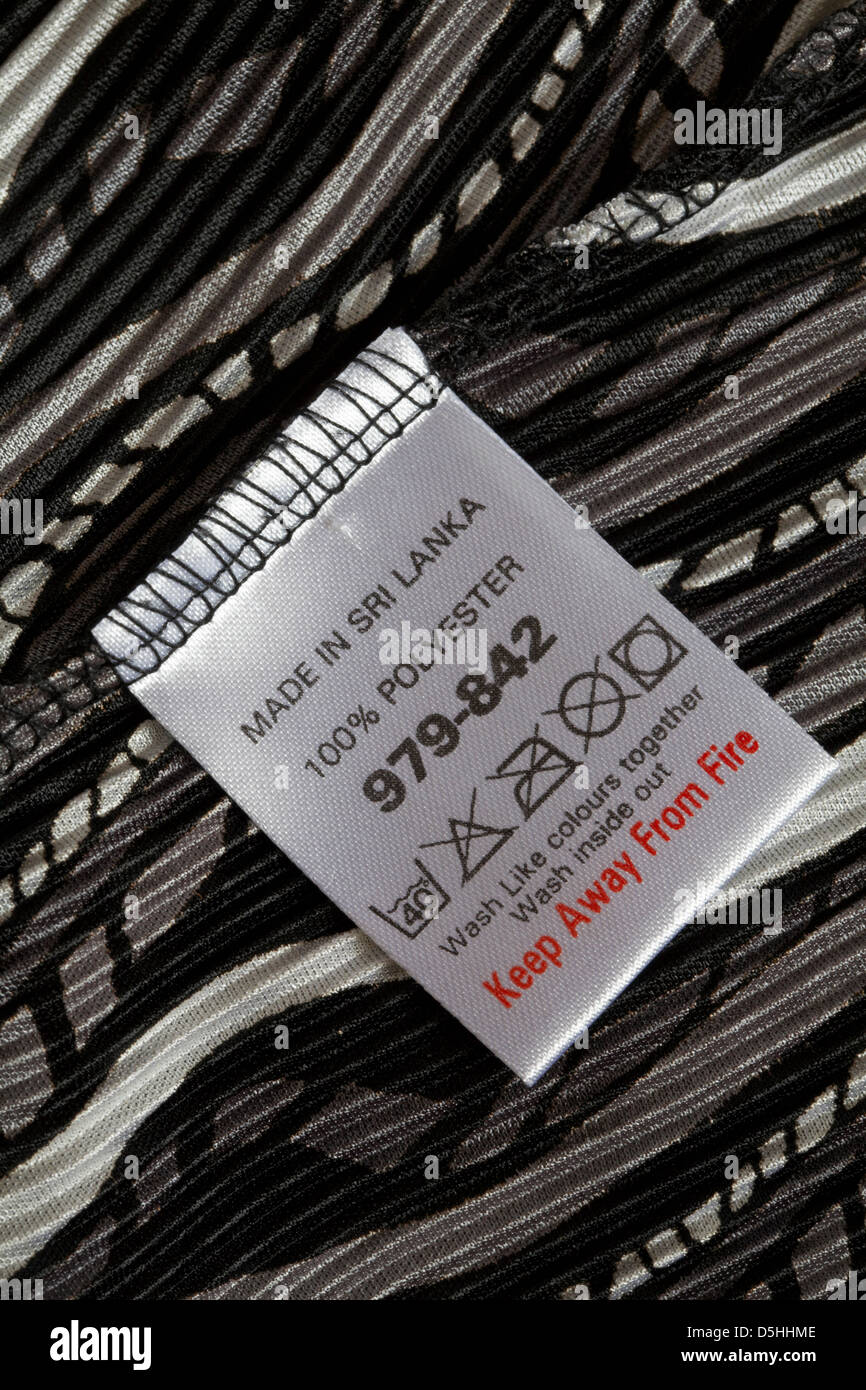 MADE IN SRI LANKA
100% POLYESTER
979-842
40°
Wash Like colours together
Wash inside out
Keep Away From Fire
alamy
Image ID: D5HHME
www.alamy.com